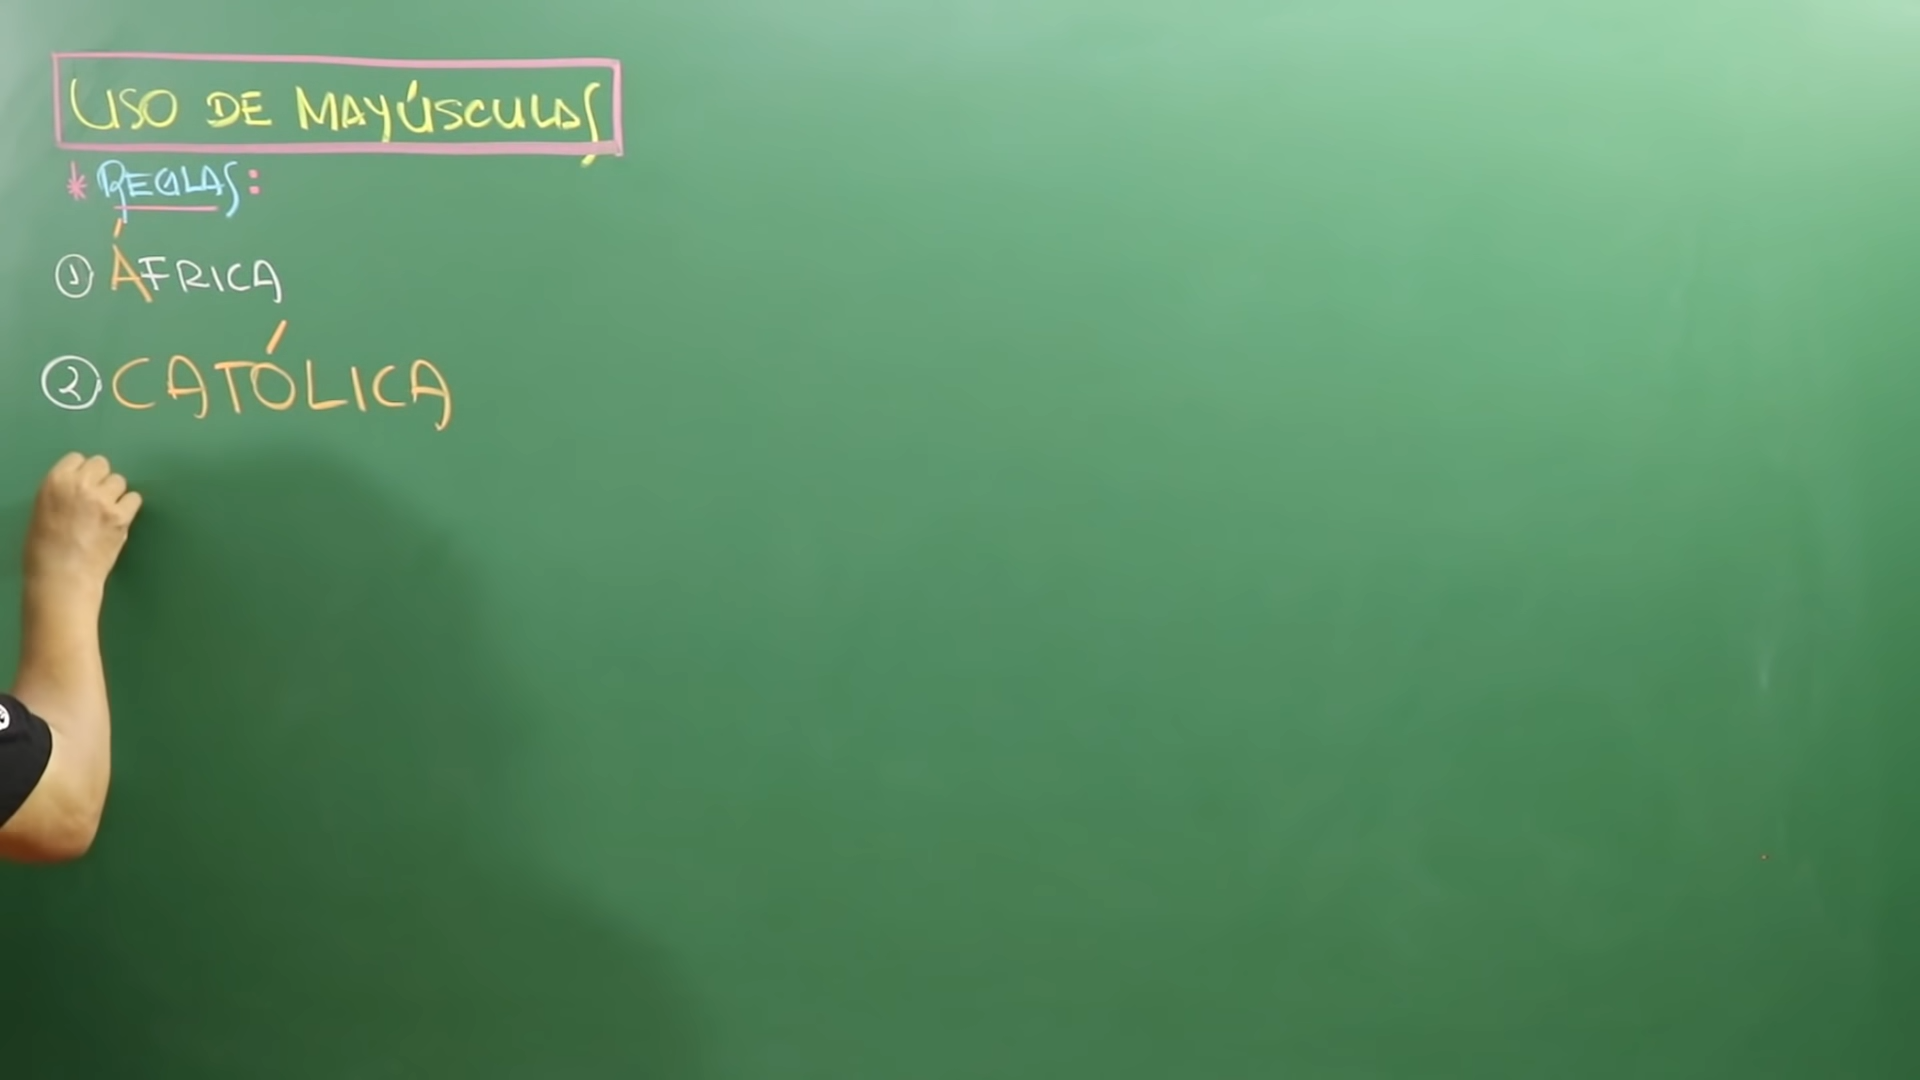 USO DE MAYÚSCULAS
* REGLAS:
① ÁFRICA
② CATÓLICA